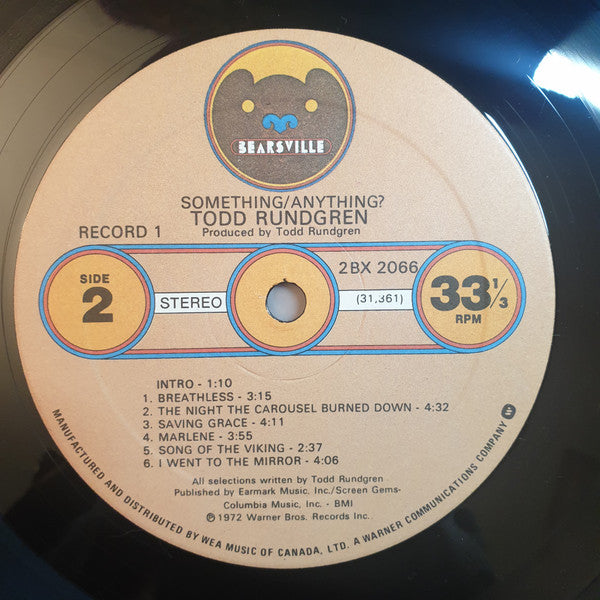 BEARSVILLE
SOMETHING/ANYTHING?
TODD RUNDGREN
Produced by Todd Rundgren
RECORD 1
2BX 2066
SIDE
2
STEREO
(31,361)
33 1/3
RPM
INTRO - 1:10
1. BREATHLESS - 3:15
2. THE NIGHT THE CAROUSEL BURNED DOWN - 4:32
3. SAVING GRACE - 4:11
4. MARLENE - 3:55
5. SONG OF THE VIKING - 2:37
6. I WENT TO THE MIRROR - 4:06
All selections written by Todd Rundgren
Published by Earmark Music, Inc./Screen Gems-
Columbia Music, Inc. - BMI
℗ 1972 Warner Bros. Records Inc.
MANUFACTURED AND DISTRIBUTED BY WEA MUSIC OF CANADA, LTD. A WARNER COMMUNICATIONS COMPANY